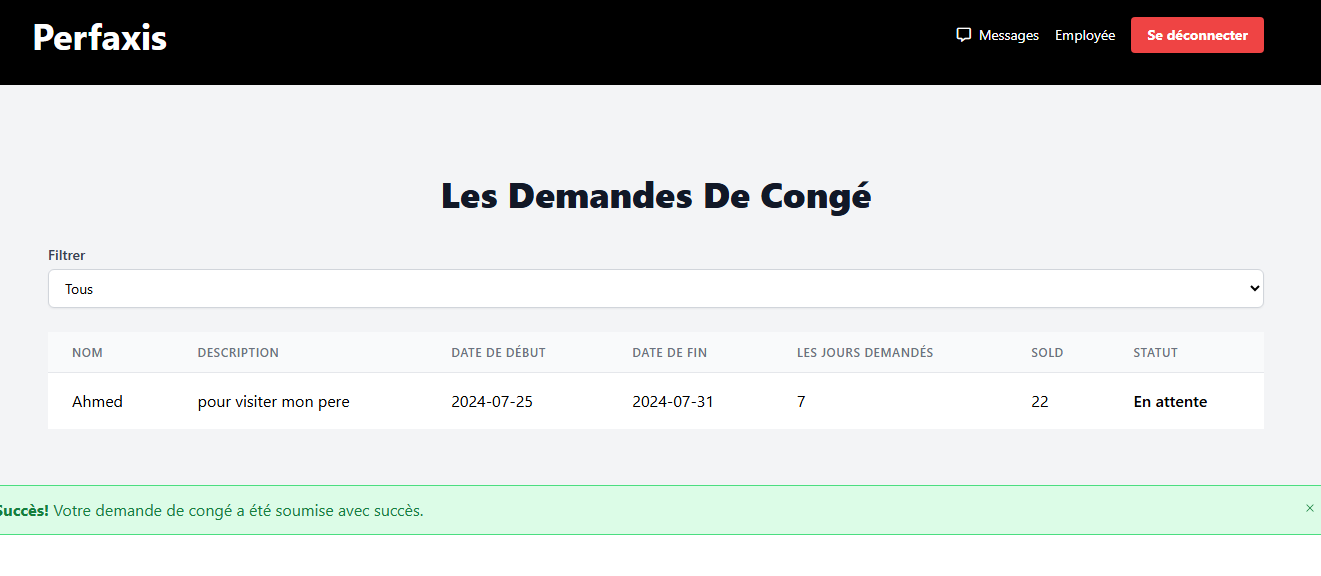 Perfaxis
Messages Employée Se déconnecter
Les Demandes De Congé
Filtrer
Tous
NOM DESCRIPTION DATE DE DÉBUT DATE DE FIN LES JOURS DEMANDÉS SOLD STATUT
Ahmed pour visiter mon pere 2024-07-25 2024-07-31 7 22 En attente
Succès! Votre demande de congé a été soumise avec succès. ×